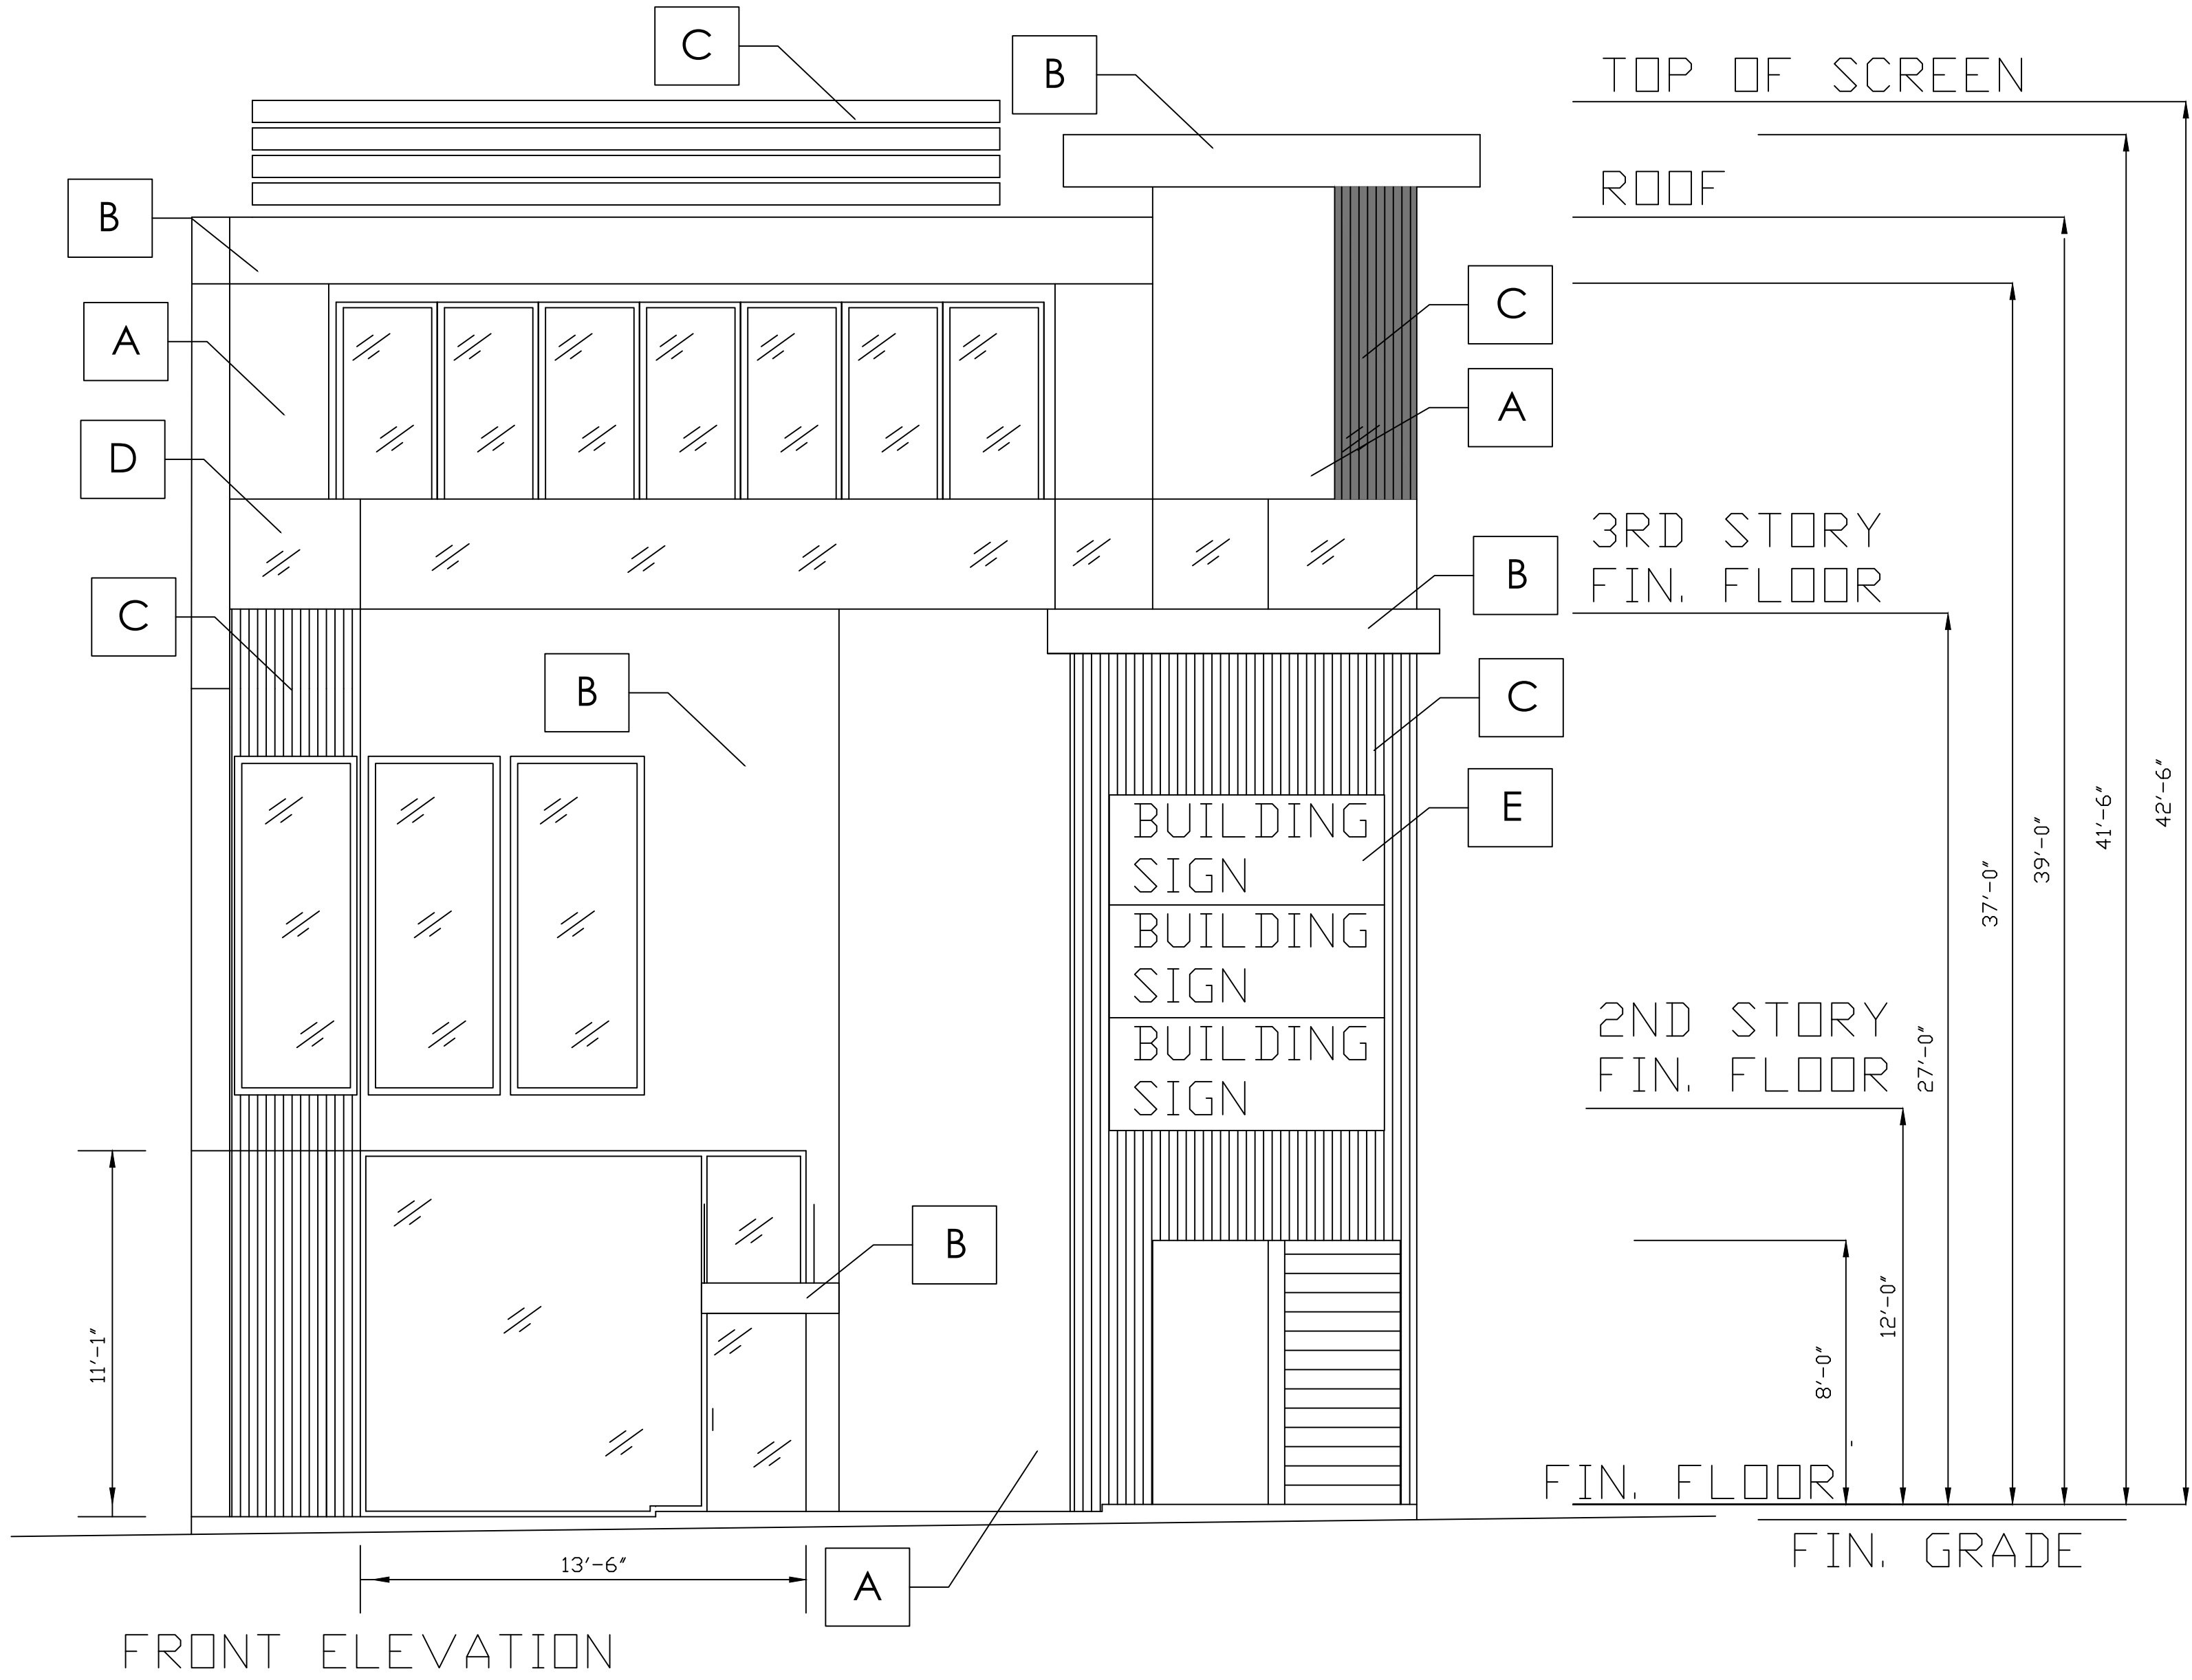 C
B
TOP OF SCREEN
B
ROOF
A
C
A
D
3RD STORY
FIN. FLOOR
B
C
B
C
E
BUILDING
SIGN
BUILDING
SIGN
BUILDING
SIGN
42'-6"
41'-6"
39'-0"
37'-0"
2ND STORY
FIN. FLOOR
27'-0"
12'-0"
8'-0"
B
11'-1"
FIN. FLOOR
FIN. GRADE
13'-6"
A
FRONT ELEVATION